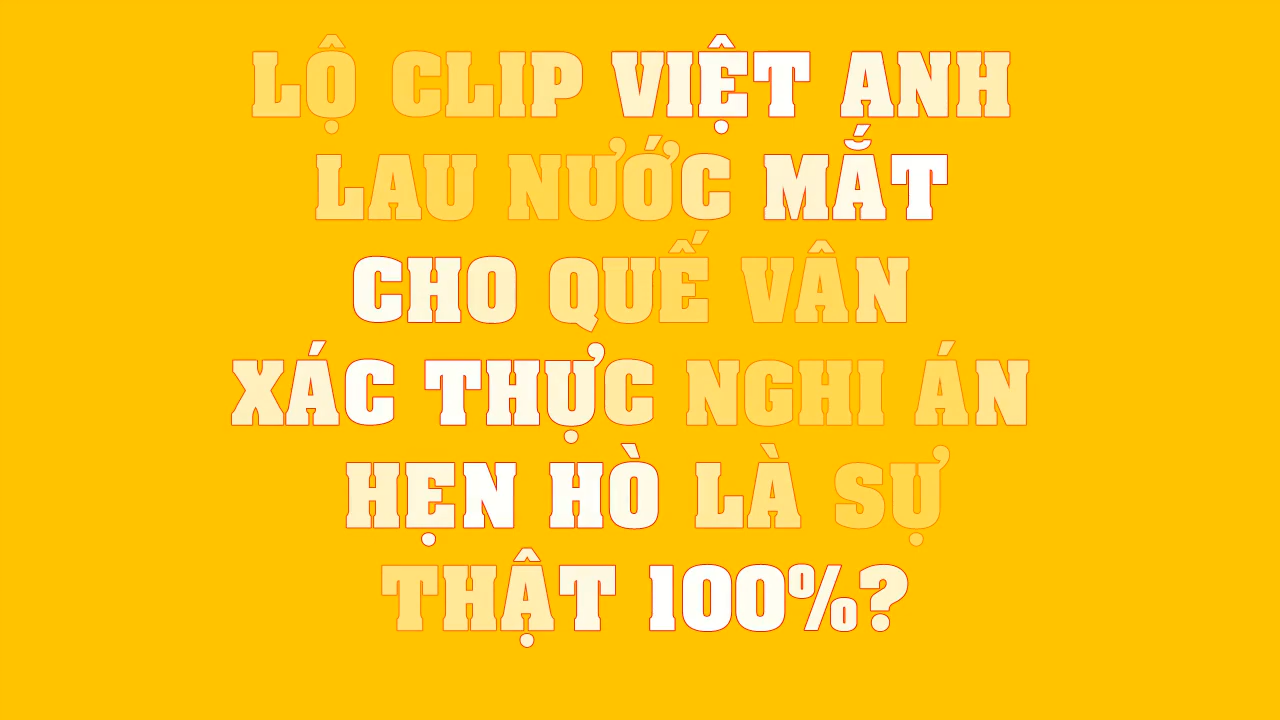 LỘ CLIP VIỆT ANH
LAU NƯỚC MẮT
CHO QUẾ VÂN
XÁC THỰC NGHI ÁN
HẸN HÒ LÀ SỰ
THẬT 100%?